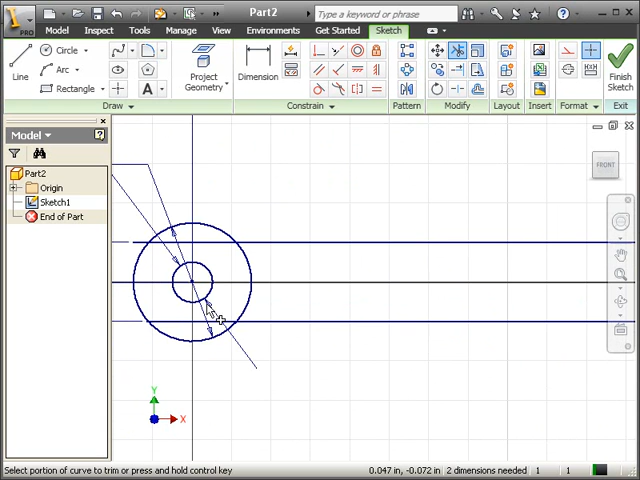 Part2
Type a keyword or phrase
PRO
Model Inspect Tools Manage View Environments Get Started Sketch
Line
Circle
Arc
Rectangle
A
Dimension
Project
Geometry
Finish
Sketch
Draw
Constrain
Pattern
Modify
Layout
Insert
Format
Exit
Model
Part2
Origin
Sketch1
End of Part
FRONT
Y
X
Select portion of curve to trim or press and hold control key
0.047 in, -0.072 in
2 dimensions needed
1
1